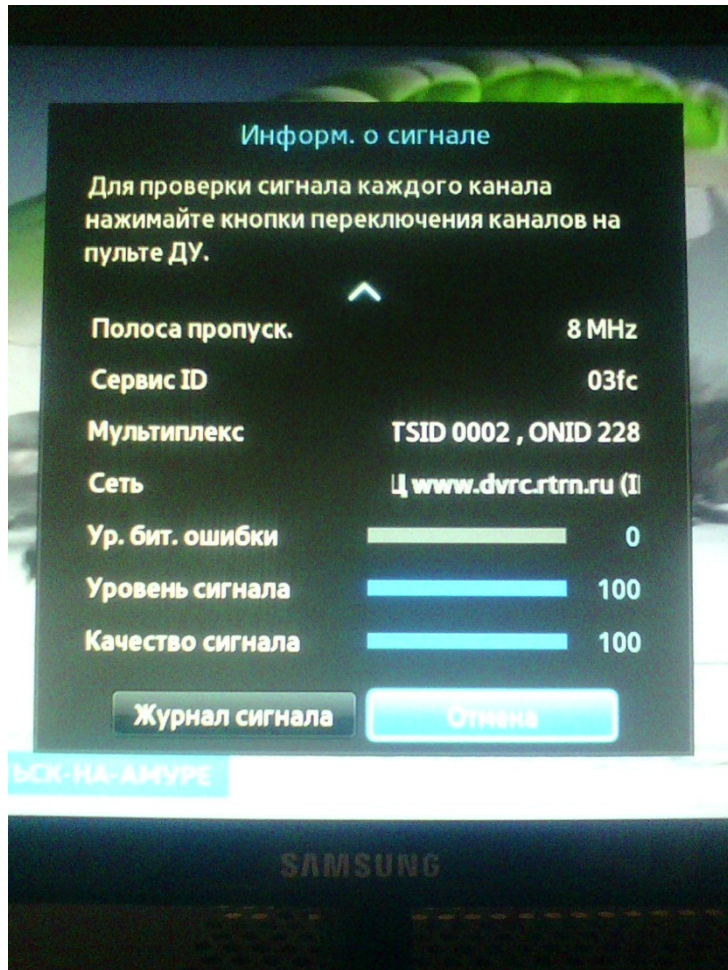 Информ. о сигнале
Для проверки сигнала каждого канала
нажимайте кнопки переключения каналов на
пульте ДУ.
Полоса пропуск. 8 MHz
Сервис ID 03fc
Мультиплекс TSID 0002 , ONID 228
Сеть Ц www.dvrc.rtrn.ru (I
Ур. бит. ошибки 0
Уровень сигнала 100
Качество сигнала 100
Журнал сигнала Отмена
ЬСК-НА-АМУРЕ
SAMSUNG